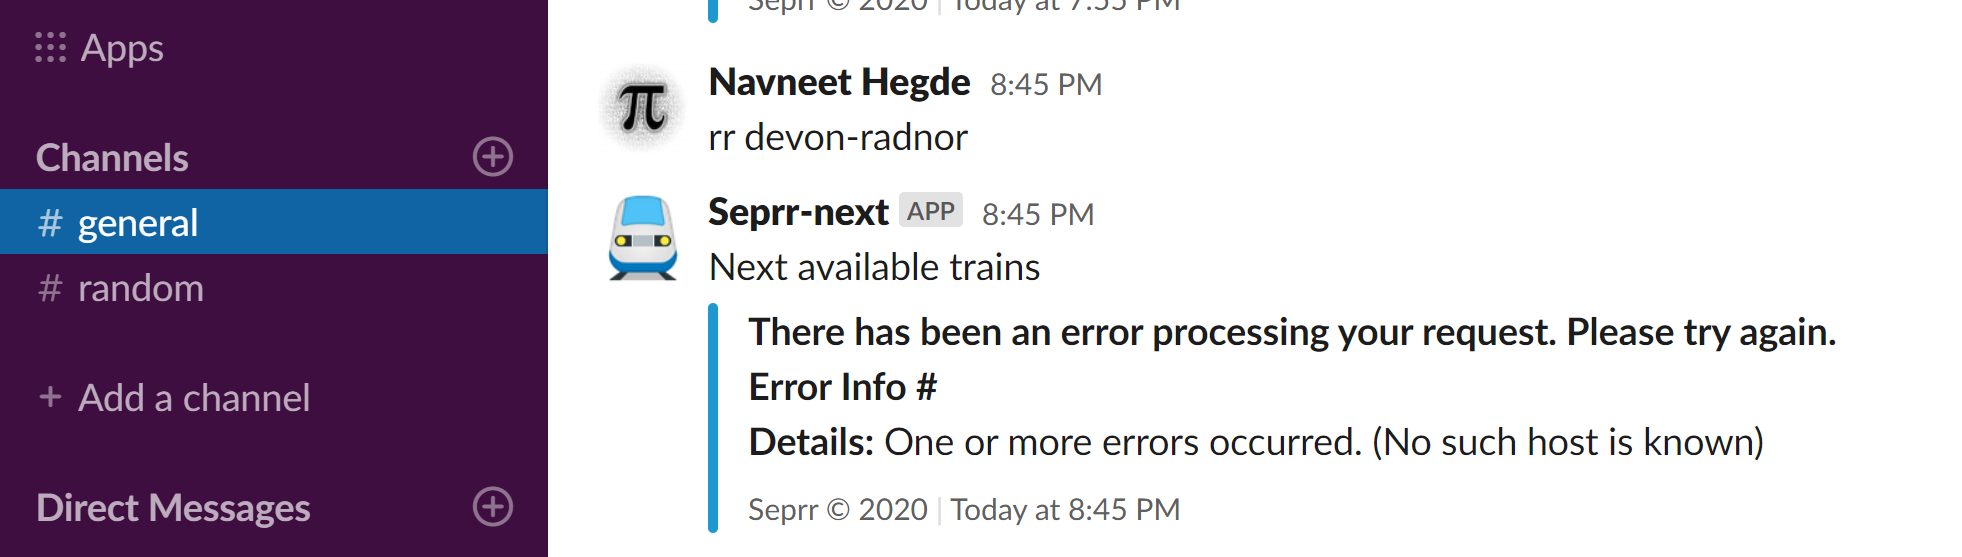 Apps
Channels
# general
# random
+ Add a channel
Direct Messages
Seprr © 2020 | Today at 7:55 PM
Navneet Hegde 8:45 PM
rr devon-radnor
Seprr-next APP 8:45 PM
Next available trains
There has been an error processing your request. Please try again.
Error Info #
Details: One or more errors occurred. (No such host is known)
Seprr © 2020 | Today at 8:45 PM